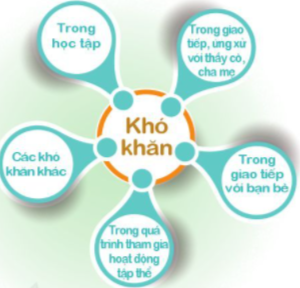 Khó
khăn
Trong
học tập
Trong giao
tiếp, ứng xử
với thầy cô,
cha mẹ
Trong
giao tiếp
với bạn bè
Trong quá
trình tham gia
hoạt động
tập thể
Các khó
khăn khác